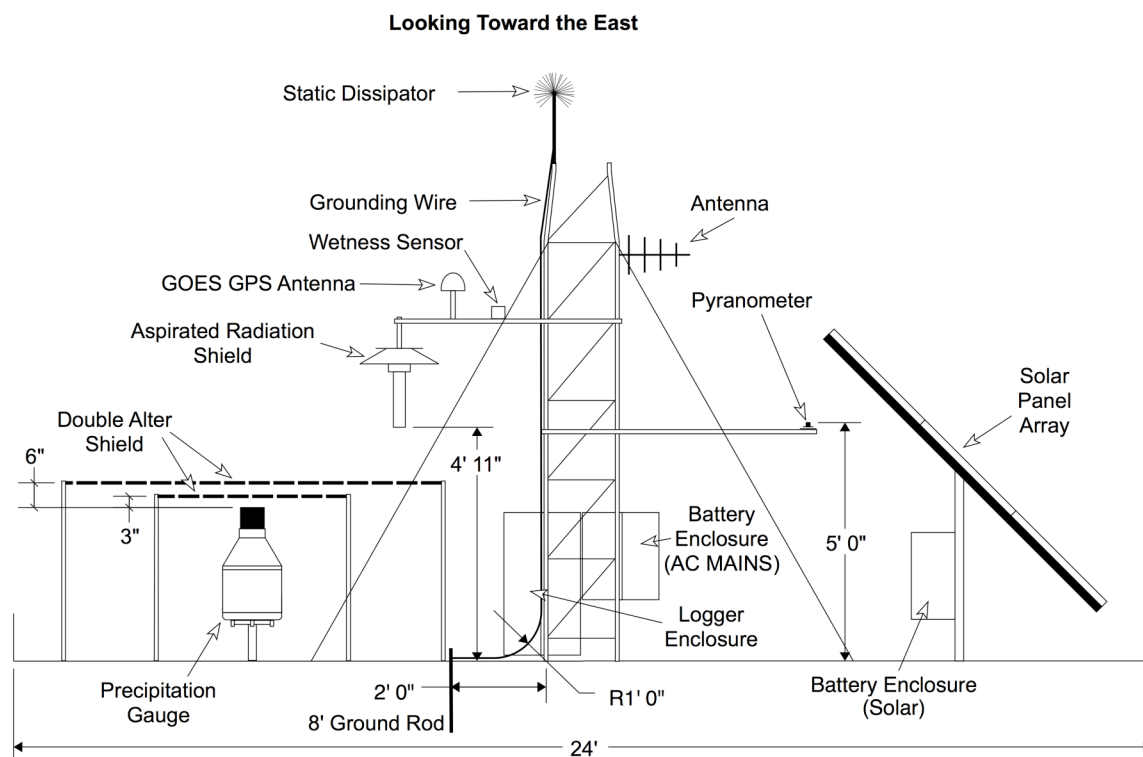 Looking Toward the East
Static Dissipator
Grounding Wire
Antenna
Wetness Sensor
GOES GPS Antenna
Pyranometer
Aspirated Radiation
Shield
Solar
Panel
Array
Double Alter
Shield
6"
4' 11"
3"
Battery
Enclosure
(AC MAINS)
5' 0"
Logger
Enclosure
Precipitation
Gauge
2' 0"
R1' 0"
Battery Enclosure
(Solar)
8' Ground Rod
24'